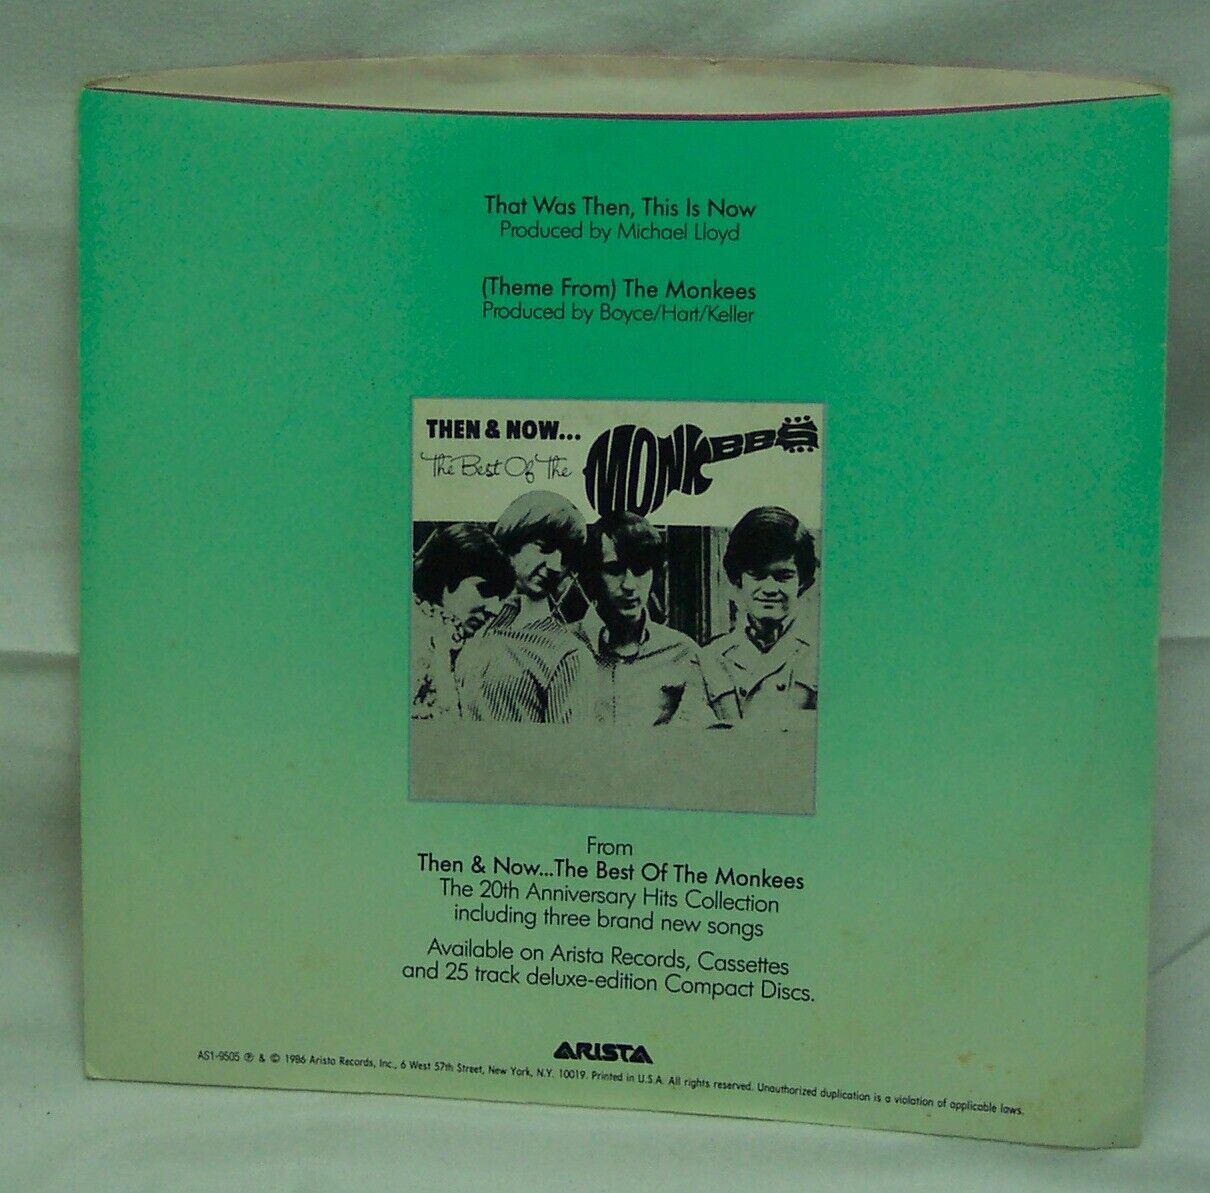 That Was Then, This Is Now
Produced by Michael Lloyd
(Theme From) The Monkees
Produced by Boyce/Hart/Keller
THEN & NOW...
The Best Of The
MONKEES
From
Then & Now...The Best Of The Monkees
The 20th Anniversary Hits Collection
including three brand new songs
Available on Arista Records, Cassettes
and 25 track deluxe-edition Compact Discs.
ARISTA
AS1-9505 ℗ & © 1986 Arista Records, Inc., 6 West 57th Street, New York, N.Y. 10019. Printed in U.S.A. All rights reserved. Unauthorized duplication is a violation of applicable laws.